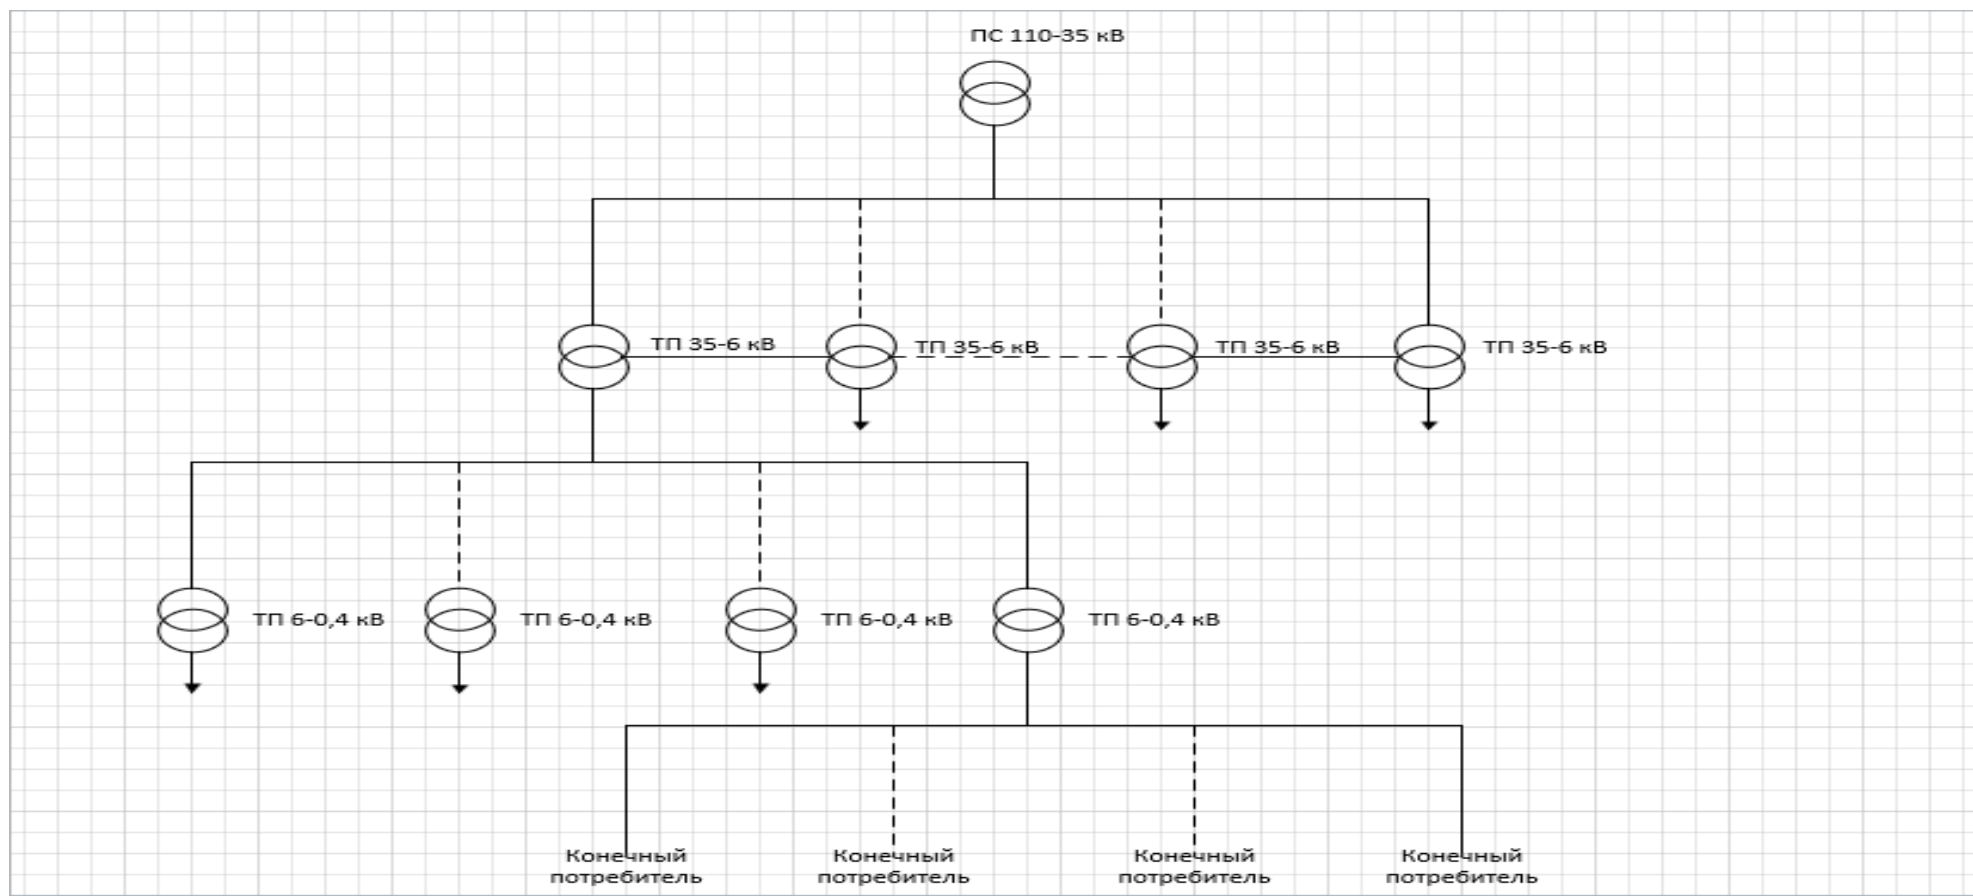 ПС 110-35 кВ
ТП 35-6 кВ
ТП 35-6 кВ
ТП 35-6 кВ
ТП 35-6 кВ
ТП 6-0,4 кВ
ТП 6-0,4 кВ
ТП 6-0,4 кВ
ТП 6-0,4 кВ
Конечный
потребитель
Конечный
потребитель
Конечный
потребитель
Конечный
потребитель